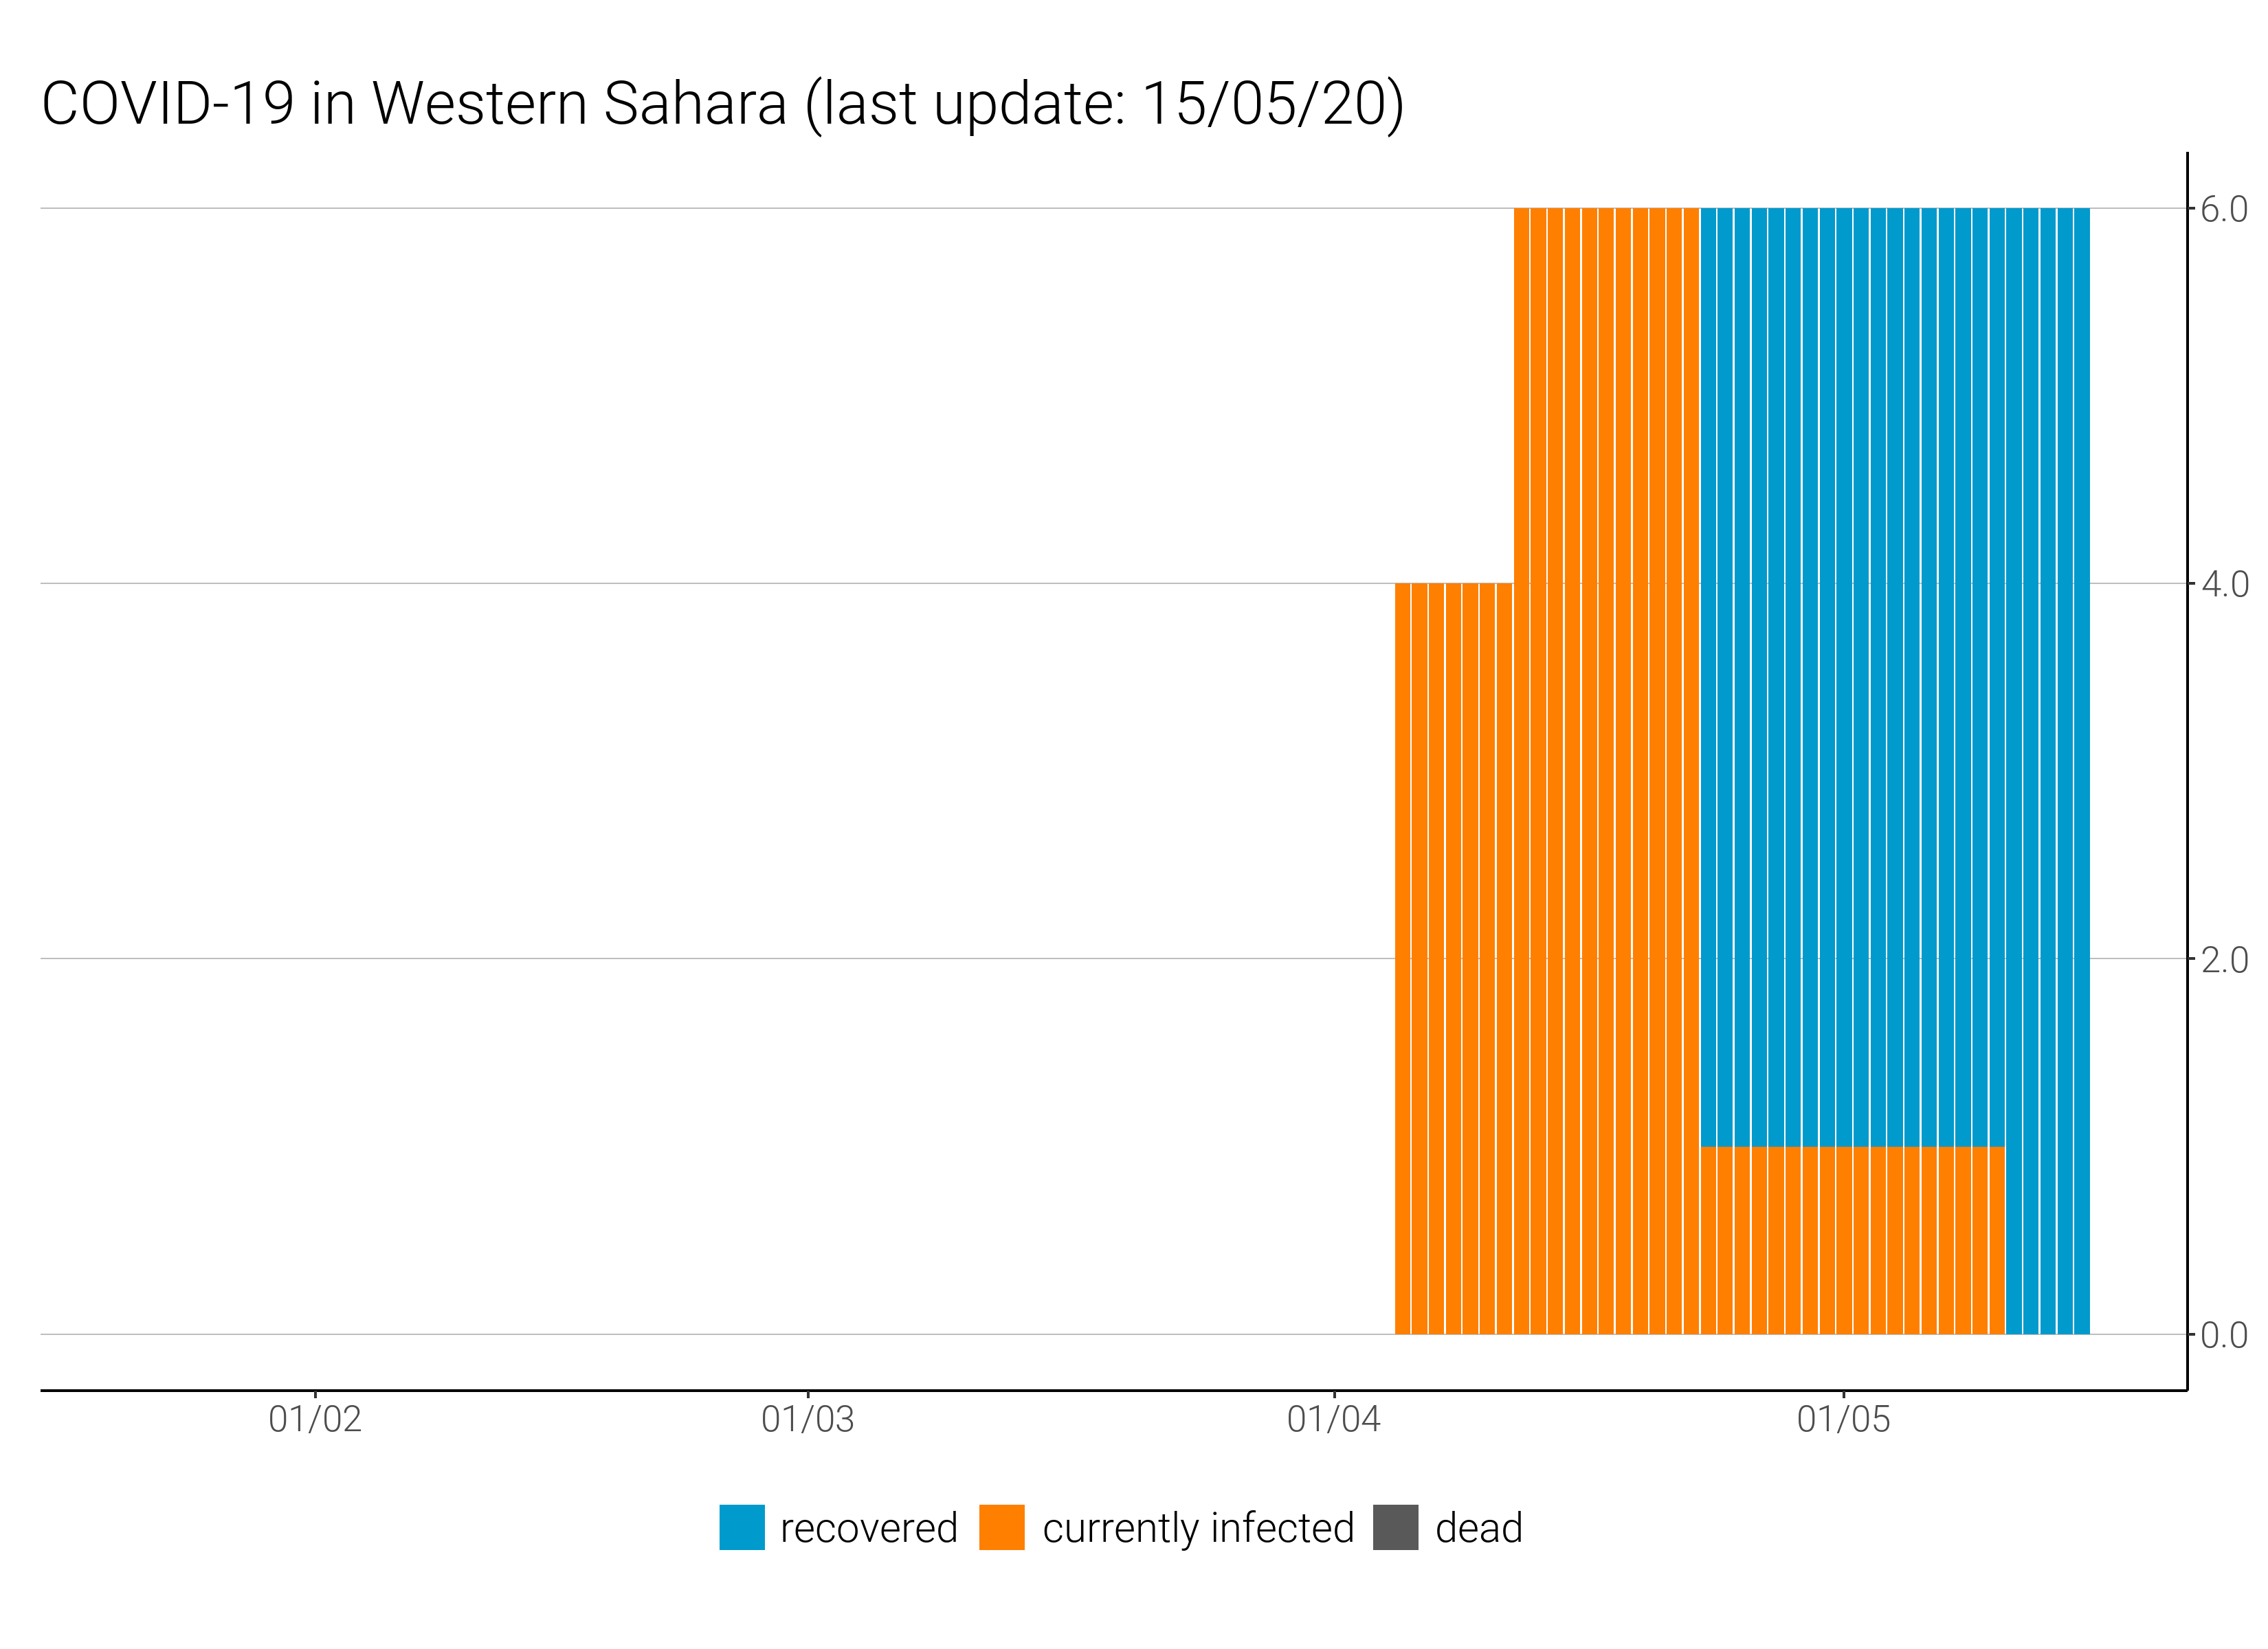 COVID-19 in Western Sahara (last update: 15/05/20)
6.0
4.0
2.0
0.0
01/02 01/03 01/04 01/05
recovered currently infected dead